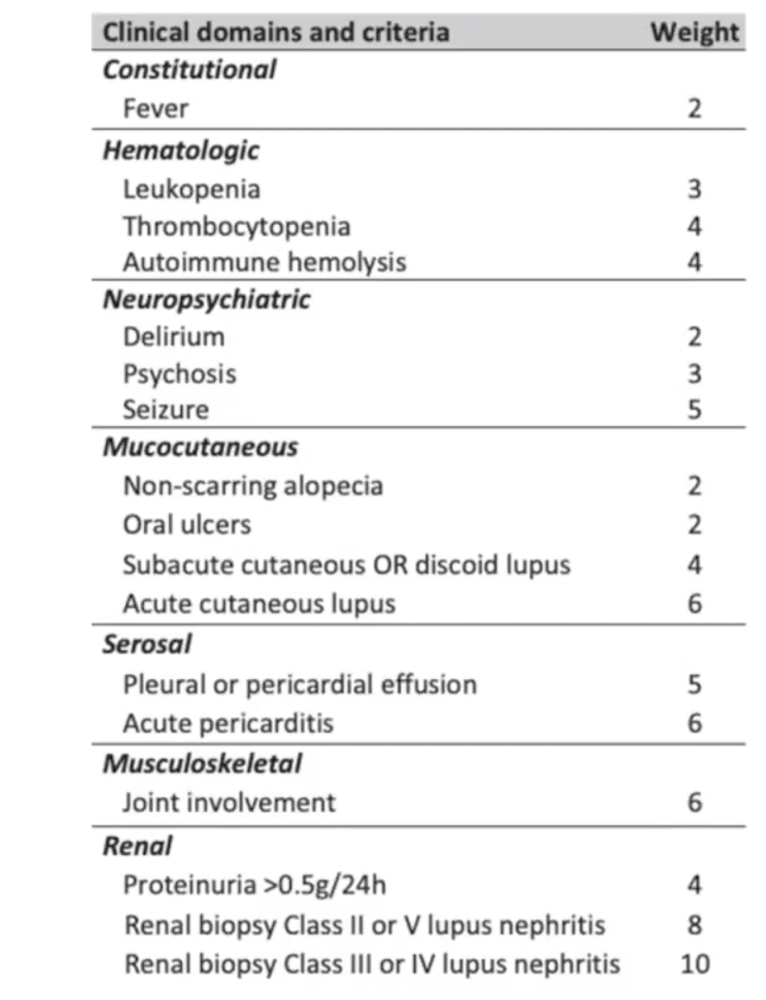 Clinical domains and criteria Weight
Constitutional
Fever 2
Hematologic
Leukopenia 3
Thrombocytopenia 4
Autoimmune hemolysis 4
Neuropsychiatric
Delirium 2
Psychosis 3
Seizure 5
Mucocutaneous
Non-scarring alopecia 2
Oral ulcers 2
Subacute cutaneous OR discoid lupus 4
Acute cutaneous lupus 6
Serosal
Pleural or pericardial effusion 5
Acute pericarditis 6
Musculoskeletal
Joint involvement 6
Renal
Proteinuria >0.5g/24h 4
Renal biopsy Class II or V lupus nephritis 8
Renal biopsy Class III or IV lupus nephritis 10